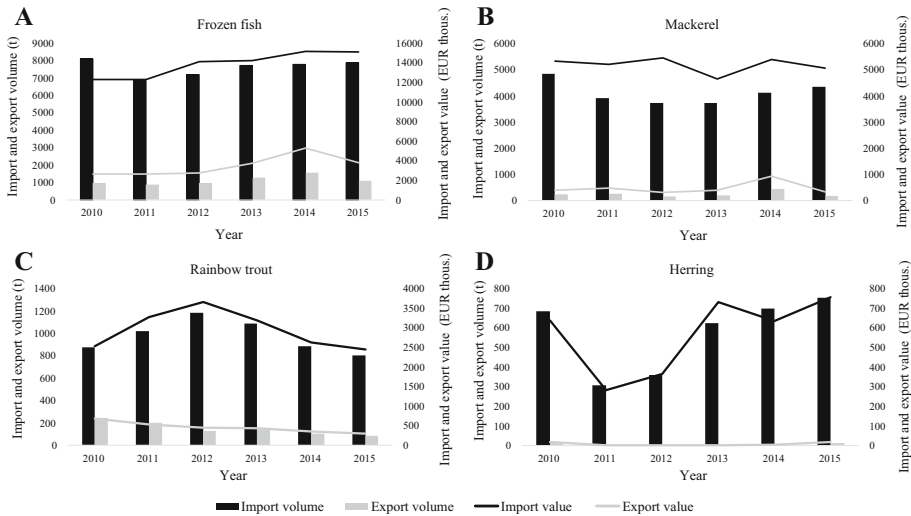 A
Frozen fish
Import and export volume (t)
9000
8000
7000
6000
5000
4000
3000
2000
1000
0
16000
14000
12000
10000
8000
6000
4000
2000
0
Import and export value (EUR thous.)
2010 2011 2012 2013 2014 2015
Year
B
Mackerel
Import and export volume (t)
6000
5000
4000
3000
2000
1000
0
6000
5000
4000
3000
2000
1000
0
Import and export value (EUR thous.)
2010 2011 2012 2013 2014 2015
Year
C
Rainbow trout
Import and export volume (t)
1400
1200
1000
800
600
400
200
0
4000
3500
3000
2500
2000
1500
1000
500
0
Import and export value (EUR thous.)
2010 2011 2012 2013 2014 2015
Year
D
Herring
Import and export volume (t)
800
700
600
500
400
300
200
100
0
800
700
600
500
400
300
200
100
0
Import and export value (EUR thous.)
2010 2011 2012 2013 2014 2015
Year
Import volume Export volume Import value Export value